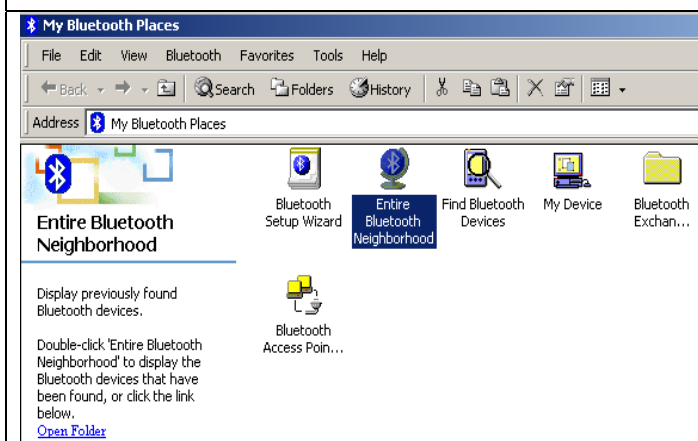 My Bluetooth Places
File Edit View Bluetooth Favorites Tools Help
Back Search Folders History
Address My Bluetooth Places
Entire Bluetooth
Neighborhood
Display previously found
Bluetooth devices.
Double-click 'Entire Bluetooth
Neighborhood' to display the
Bluetooth devices that have
been found, or click the link
below.
Open Folder
Bluetooth
Setup Wizard
Entire
Bluetooth
Neighborhood
Find Bluetooth
Devices
My Device
Bluetooth
Exchan...
Bluetooth
Access Poin...